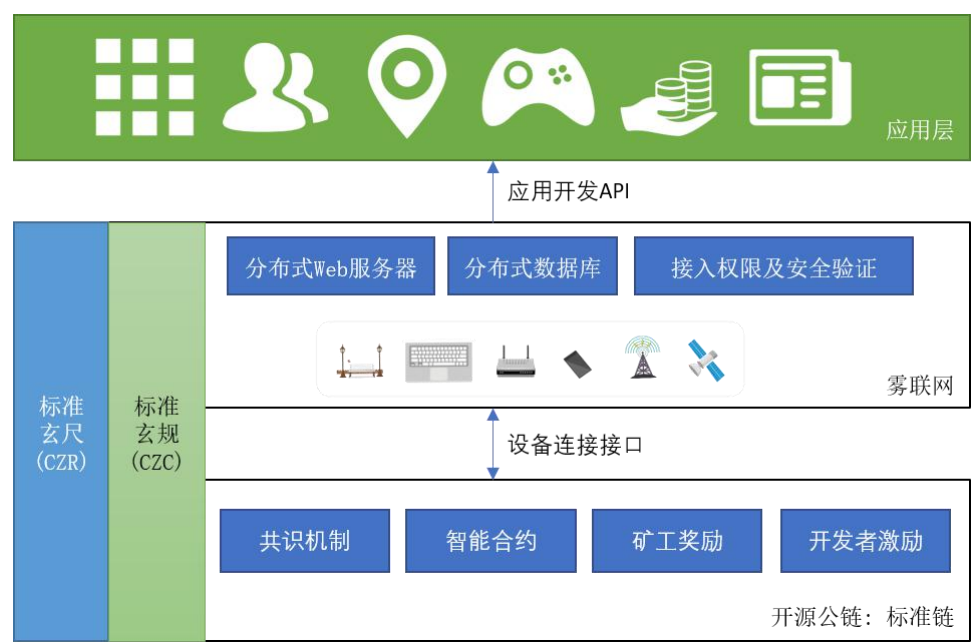 应用层
应用开发API
分布式Web服务器
分布式数据库
接入权限及安全验证
雾联网
标准
玄尺
(CZR)
标准
玄规
(CZC)
设备连接接口
共识机制
智能合约
矿工奖励
开发者激励
开源公链：标准链